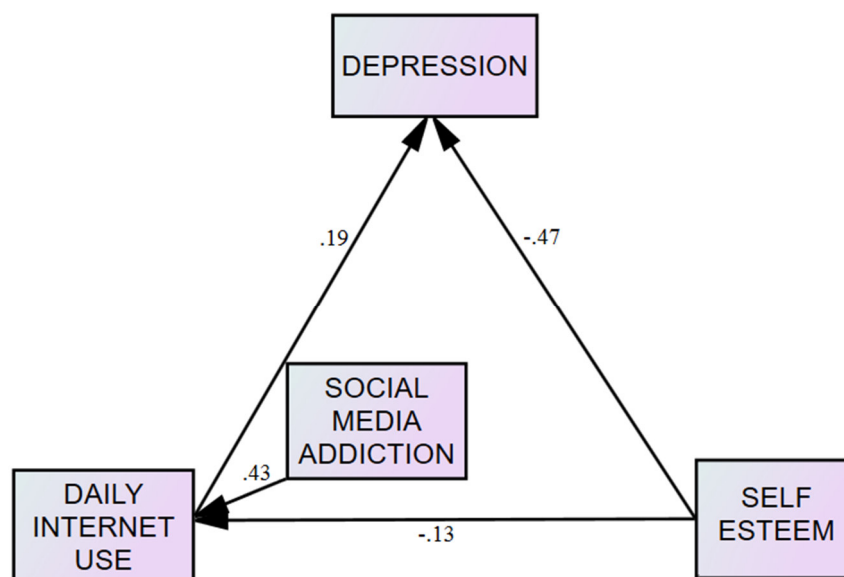 DEPRESSION
.19
-.47
SOCIAL
MEDIA
ADDICTION
.43
DAILY
INTERNET
USE
-.13
SELF
ESTEEM